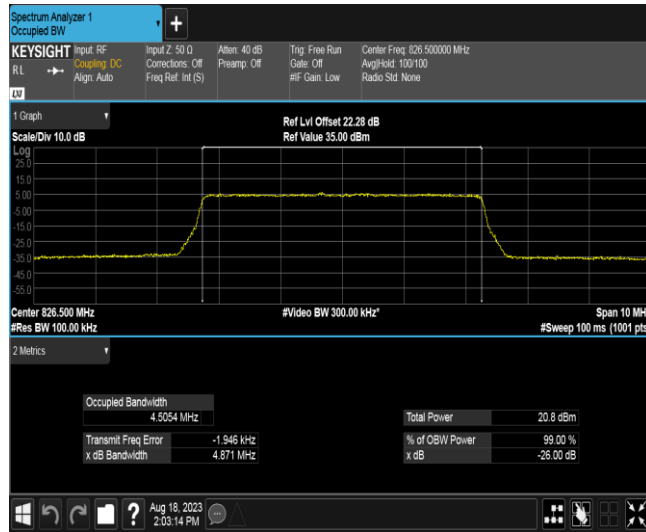 Spectrum Analyzer 1
Occupied BW
+
KEYSIGHT Input: RF Input Z: 50 Ω Atten: 40 dB Trig: Free Run Center Freq: 826.500000 MHz
RL Coupling: DC Corrections: Off Preamp: Off Gate: Off Avg|Hold: 100/100
Align: Auto Freq Ref: Int (S) #IF Gain: Low Radio Std: None
LXI
1 Graph
Ref Lvl Offset 22.28 dB
Scale/Div 10.0 dB Ref Value 35.00 dBm
Log
25.0
15.0
5.00
-5.00
-15.0
-25.0
-35.0
-45.0
-55.0
Center 826.500 MHz #Video BW 300.00 kHz* Span 10 MH
#Res BW 100.00 kHz #Sweep 100 ms (1001 pts
2 Metrics
Occupied Bandwidth
4.5054 MHz Total Power 20.8 dBm
Transmit Freq Error -1.946 kHz % of OBW Power 99.00 %
x dB Bandwidth 4.871 MHz x dB -26.00 dB
? Aug 18, 2023
2:03:14 PM